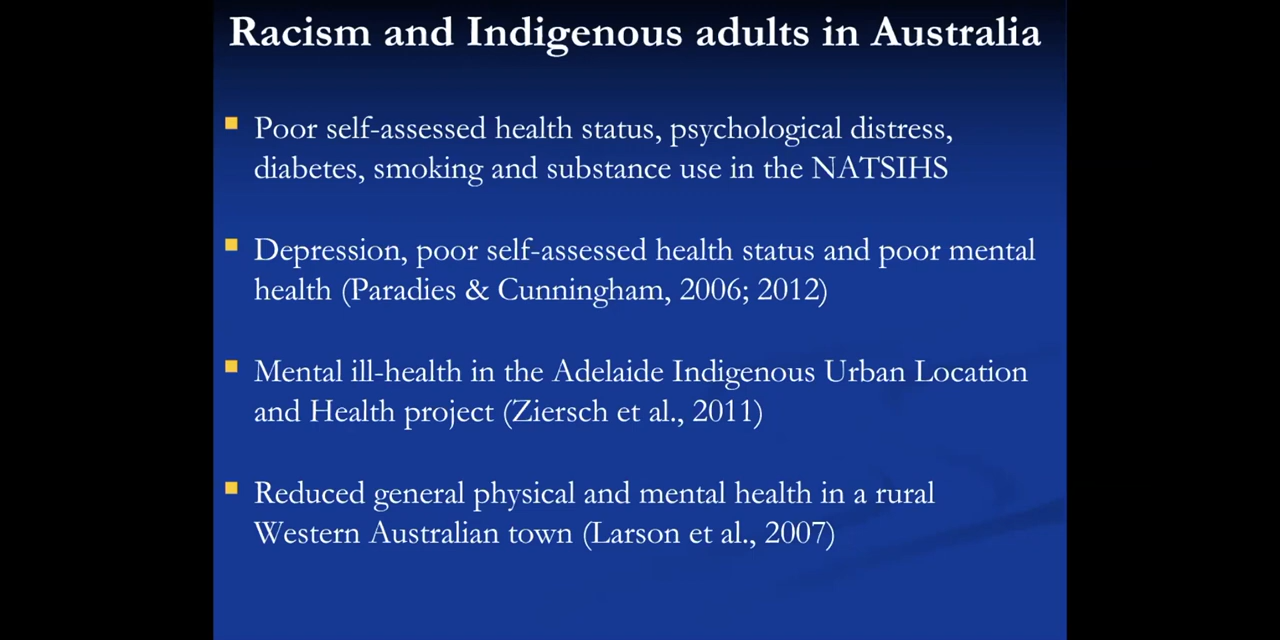 Racism and Indigenous adults in Australia
Poor self-assessed health status, psychological distress,
diabetes, smoking and substance use in the NATSIHS
Depression, poor self-assessed health status and poor mental
health (Paradies & Cunningham, 2006; 2012)
Mental ill-health in the Adelaide Indigenous Urban Location
and Health project (Ziersch et al., 2011)
Reduced general physical and mental health in a rural
Western Australian town (Larson et al., 2007)